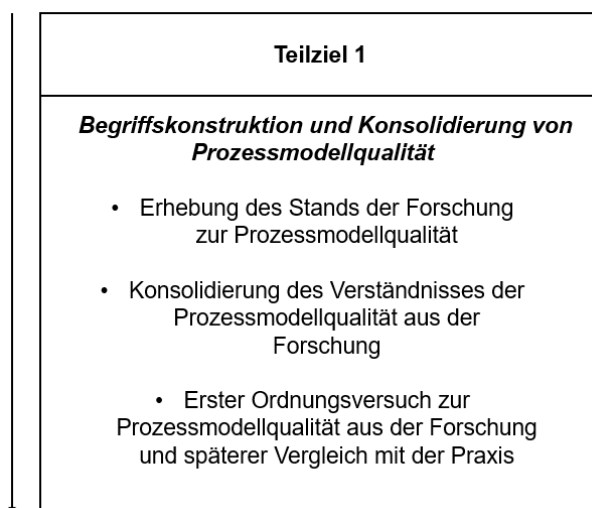 Teilziel 1
Begriffskonstruktion und Konsolidierung von
Prozessmodellqualität
• Erhebung des Stands der Forschung
zur Prozessmodellqualität
• Konsolidierung des Verständnisses der
Prozessmodellqualität aus der
Forschung
• Erster Ordnungsversuch zur
Prozessmodellqualität aus der Forschung
und späterer Vergleich mit der Praxis